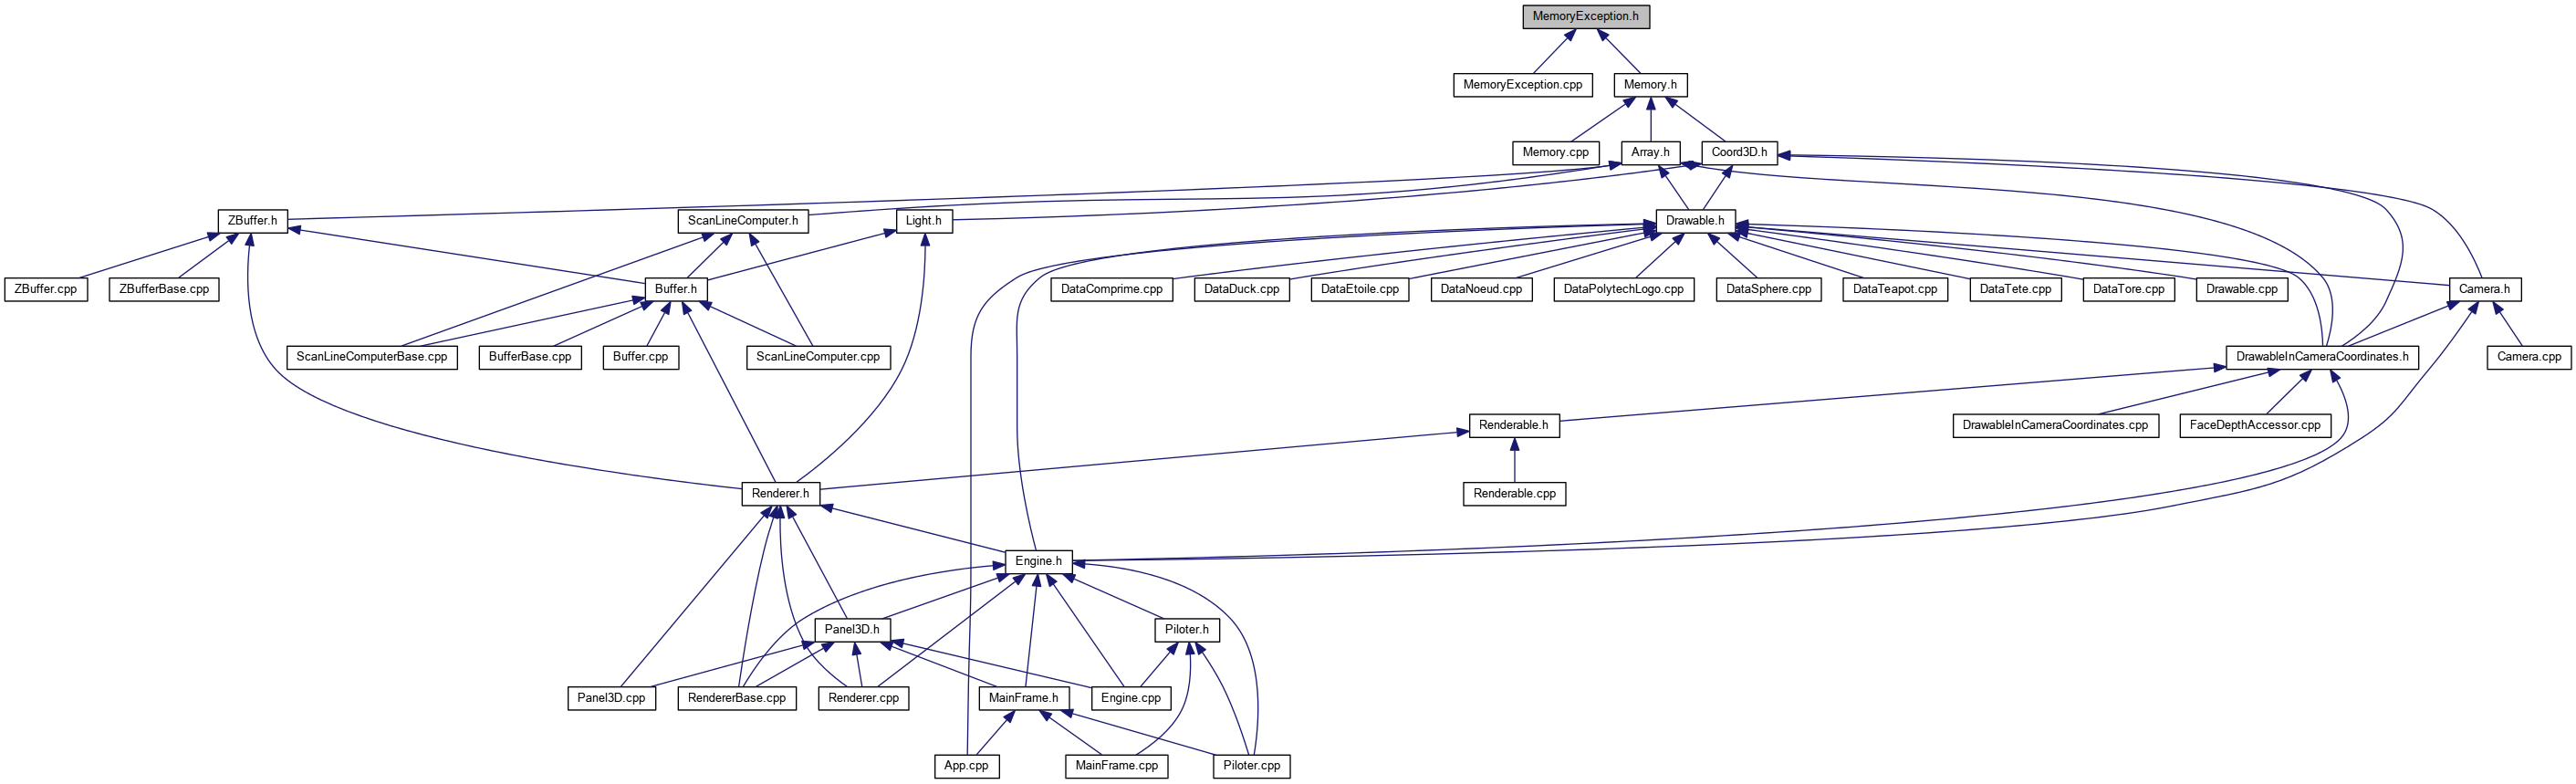 MemoryException.h
MemoryException.cpp
Memory.h
Memory.cpp
Array.h
Coord3D.h
ZBuffer.h
ScanLineComputer.h
Light.h
Drawable.h
ZBuffer.cpp
ZBufferBase.cpp
Buffer.h
DataComprime.cpp
DataDuck.cpp
DataEtoile.cpp
DataNoeud.cpp
DataPolytechLogo.cpp
DataSphere.cpp
DataTeapot.cpp
DataTete.cpp
DataTore.cpp
Drawable.cpp
Camera.h
ScanLineComputerBase.cpp
BufferBase.cpp
Buffer.cpp
ScanLineComputer.cpp
DrawableInCameraCoordinates.h
Camera.cpp
Renderable.h
DrawableInCameraCoordinates.cpp
FaceDepthAccessor.cpp
Renderer.h
Renderable.cpp
Engine.h
Panel3D.h
Piloter.h
Panel3D.cpp
RendererBase.cpp
Renderer.cpp
MainFrame.h
Engine.cpp
App.cpp
MainFrame.cpp
Piloter.cpp